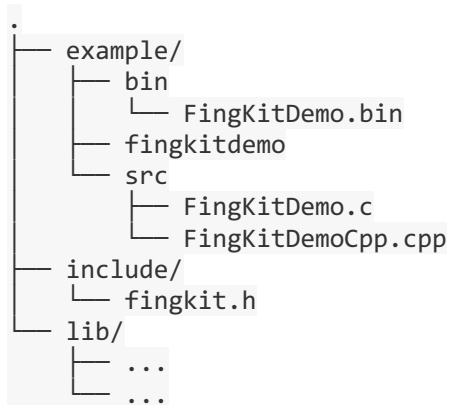 .
├── example/
│   ├── bin
│   │   └── FingKitDemo.bin
│   ├── fingkitdemo
│   └── src
│       ├── FingKitDemo.c
│       └── FingKitDemoCpp.cpp
├── include/
│   └── fingkit.h
└── lib/
    ├── ...
    └── ...